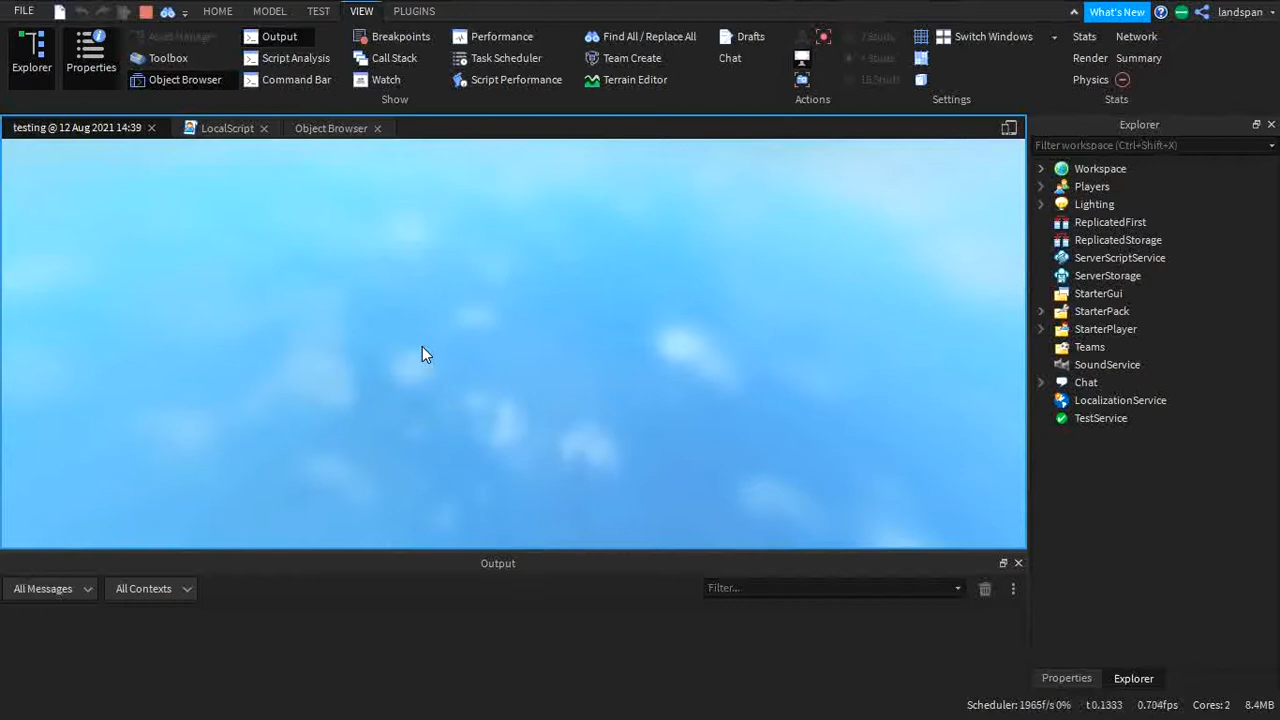 FILE HOME MODEL TEST VIEW PLUGINS What's New landspan
Explorer
Properties
Asset Manager
Toolbox
Object Browser
Output
Script Analysis
Command Bar
Breakpoints
Call Stack
Watch
Performance
Task Scheduler
Script Performance
Find All / Replace All
Team Create
Terrain Editor
Drafts
Chat
Show
Actions
Switch Windows
Settings
Stats Network
Render Summary
Physics
Stats
testing @ 12 Aug 2021 14:39 LocalScript Object Browser
Explorer
Filter workspace (Ctrl+Shift+X)
Workspace
Players
Lighting
ReplicatedFirst
ReplicatedStorage
ServerScriptService
ServerStorage
StarterGui
StarterPack
StarterPlayer
Teams
SoundService
Chat
LocalizationService
TestService
Output
All Messages All Contexts Filter...
Properties Explorer
Scheduler: 1965f/s 0% t 0.1333 0.704fps Cores: 2 8.4MB